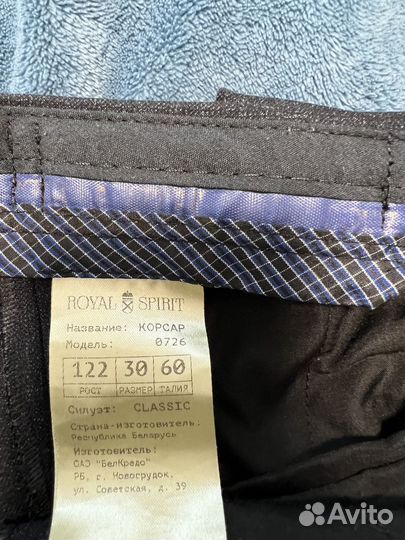 ROYAL SPIRIT
Название: КОРСАР
Модель: 0726
122 30 60
РОСТ РАЗМЕР ТАЛИЯ
Силуэт: CLASSIC
Страна-изготовитель:
Республика Беларусь
Изготовитель:
ОАО "БелКредо"
РБ, г. Новогрудок,
ул. Советская, д. 39
Avito